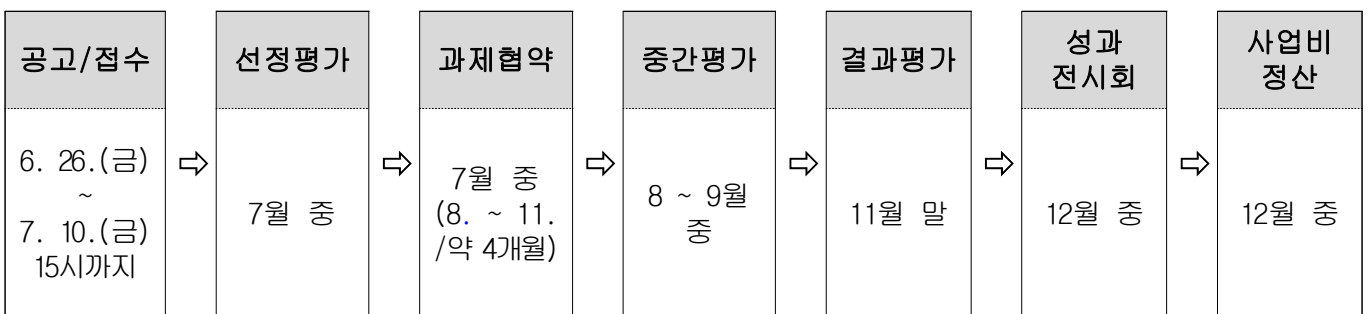 공고/접수
6. 26.(금)
~
7. 10.(금)
15시까지
⇨
선정평가
7월 중
⇨
과제협약
7월 중
(8. ~ 11.
/약 4개월)
⇨
중간평가
8 ~ 9월
중
⇨
결과평가
11월 말
⇨
성과
전시회
12월 중
⇨
사업비
정산
12월 중